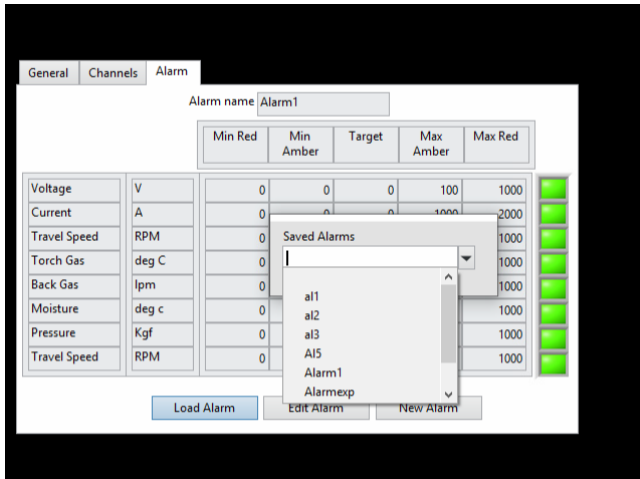 General Channels Alarm
Alarm name Alarm1
Min Red Min Amber Target Max Amber Max Red
Voltage V 0 0 0 100 1000
Current A 0 0 0 1000 2000
Travel Speed RPM 0 1000
Torch Gas deg C 0 1000
Back Gas lpm 0 1000
Moisture deg c 0 1000
Pressure Kgf 0 1000
Travel Speed RPM 0 1000
Saved Alarms
al1
al2
al3
Al5
Alarm1
Alarmexp
Load Alarm Edit Alarm New Alarm